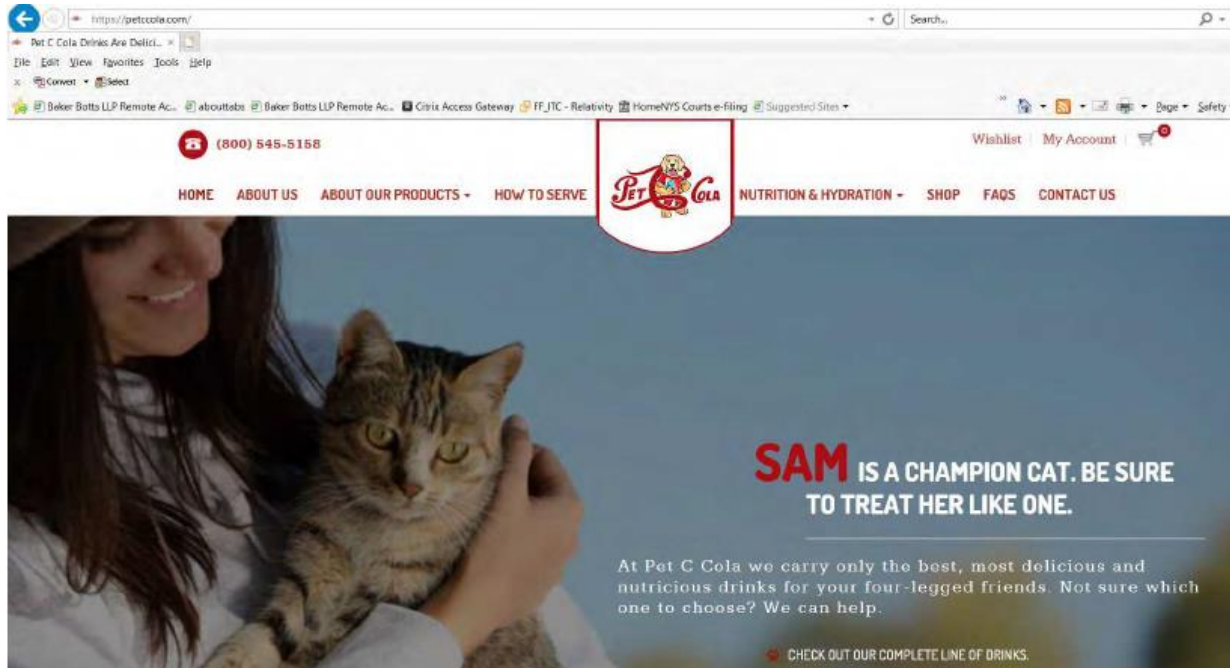 https://petccola.com/
Search...
Pet C Cola Drinks Are Delici...
File Edit View Favorites Tools Help
x Convert Select
Baker Botts LLP Remote Ac... abouttabs Baker Botts LLP Remote Ac... Citrix Access Gateway FF_ITC - Relativity HomeNYS Courts e-filing Suggested Sites
Page Safety
(800) 545-5158
Wishlist My Account 0
HOME ABOUT US ABOUT OUR PRODUCTS HOW TO SERVE PET C COLA NUTRITION & HYDRATION SHOP FAQS CONTACT US
SAM IS A CHAMPION CAT. BE SURE
TO TREAT HER LIKE ONE.
At Pet C Cola we carry only the best, most delicious and
nutricious drinks for your four-legged friends. Not sure which
one to choose? We can help.
CHECK OUT OUR COMPLETE LINE OF DRINKS.